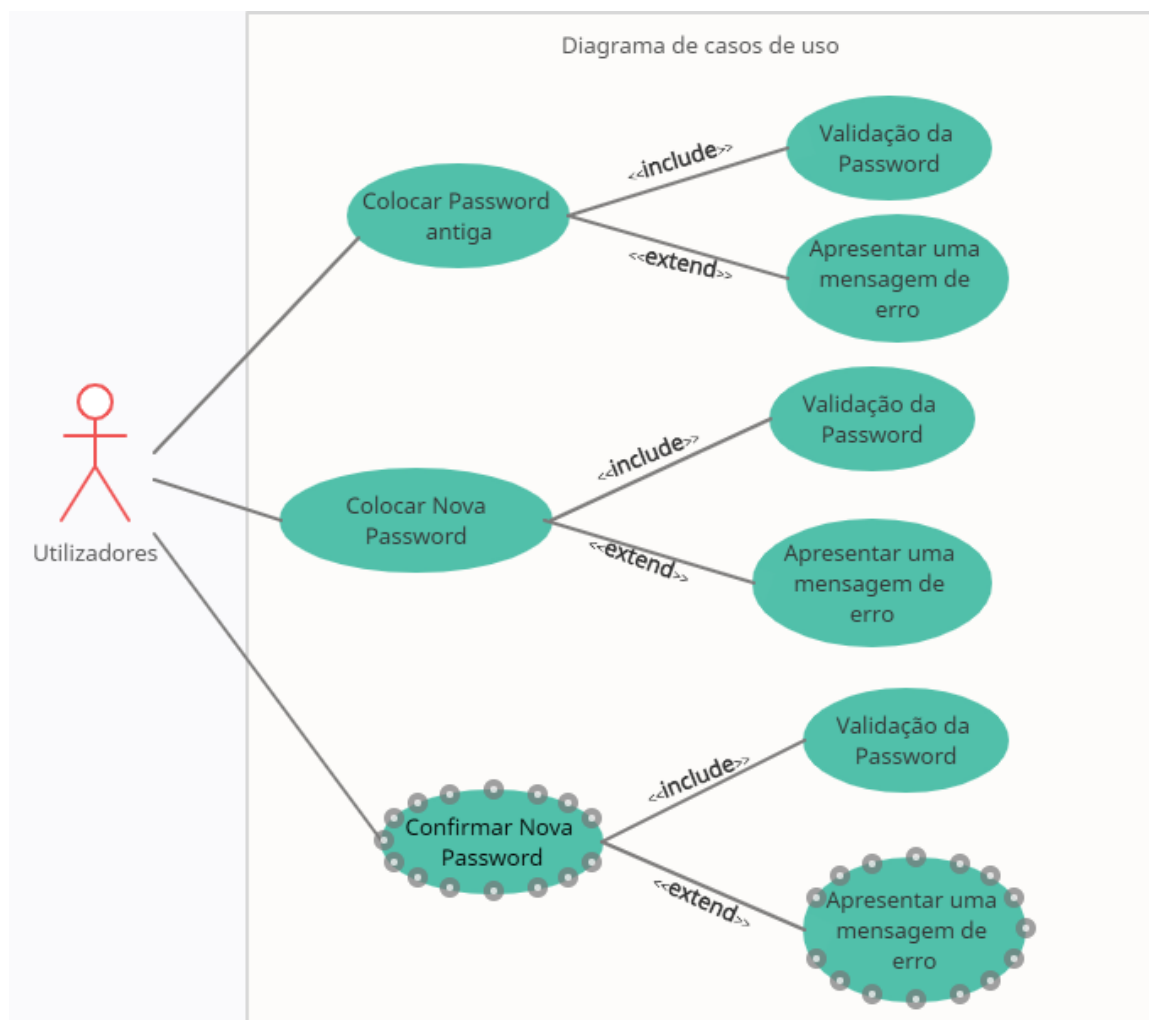 Diagrama de casos de uso
Colocar Password
antiga
<<include>>
Validação da
Password
<<extend>>
Apresentar uma
mensagem de
erro
Utilizadores
Colocar Nova
Password
<<include>>
Validação da
Password
<<extend>>
Apresentar uma
mensagem de
erro
Confirmar Nova
Password
<<include>>
Validação da
Password
<<extend>>
Apresentar uma
mensagem de
erro